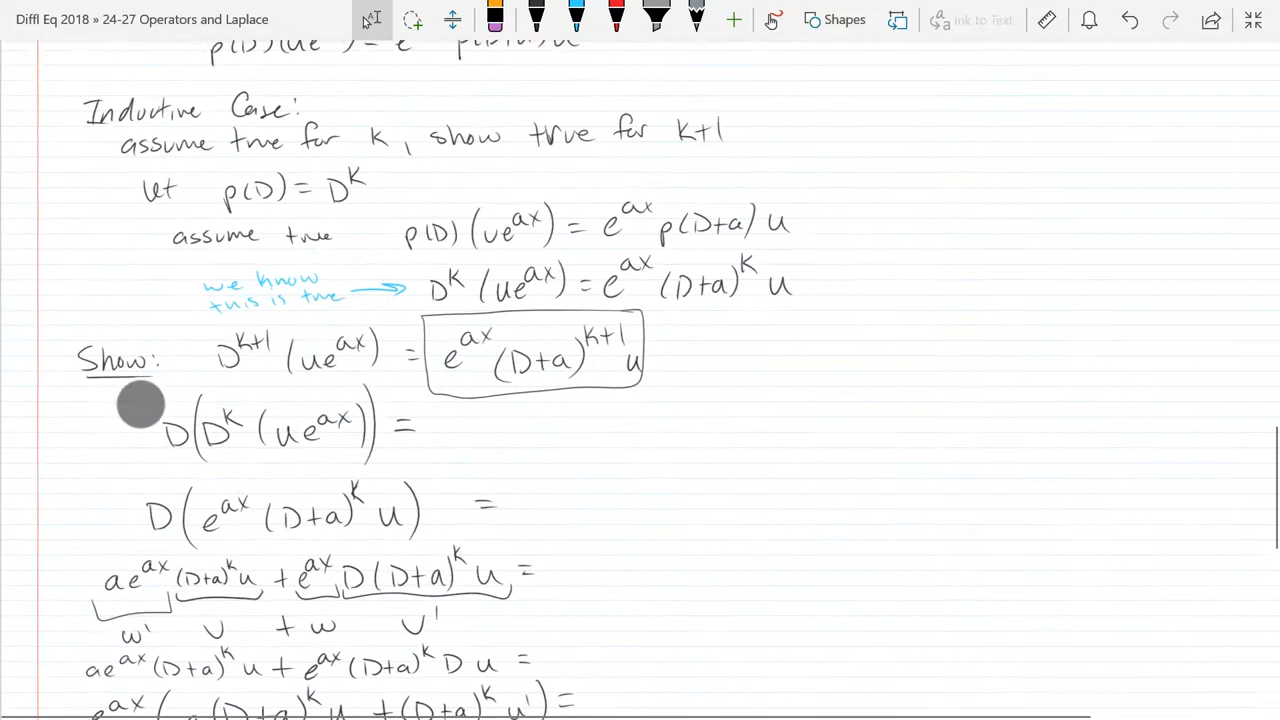 Diffl Eq 2018 » 24-27 Operators and Laplace
Shapes
Ink to Text
Inductive Case:
assume true for k, show true for k+1
let p(D) = D^k
assume true p(D)(ue^{ax}) = e^{ax} p(D+a) u
we know
this is true → D^k (ue^{ax}) = e^{ax} (D+a)^k u
Show: D^{k+1} (ue^{ax}) = e^{ax} (D+a)^{k+1} u
D(D^k (ue^{ax})) =
D(e^{ax} (D+a)^k u) =
ae^{ax} (D+a)^k u + e^{ax} D(D+a)^k u =
w' v + w v'
ae^{ax} (D+a)^k u + e^{ax} (D+a)^k D u =